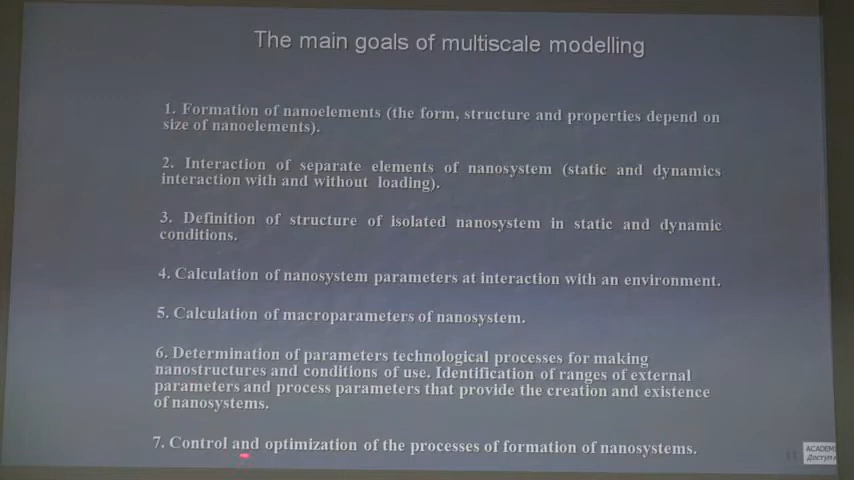 The main goals of multiscale modelling
1. Formation of nanoelements (the form, structure and properties depend on
size of nanoelements).
2. Interaction of separate elements of nanosystem (static and dynamics
interaction with and without loading).
3. Definition of structure of isolated nanosystem in static and dynamic
conditions.
4. Calculation of nanosystem parameters at interaction with an environment.
5. Calculation of macroparameters of nanosystem.
6. Determination of parameters technological processes for making
nanostructures and conditions of use. Identification of ranges of external
parameters and process parameters that provide the creation and existence
of nanosystems.
7. Control and optimization of the processes of formation of nanosystems.
11
ACADEMI
Доступ